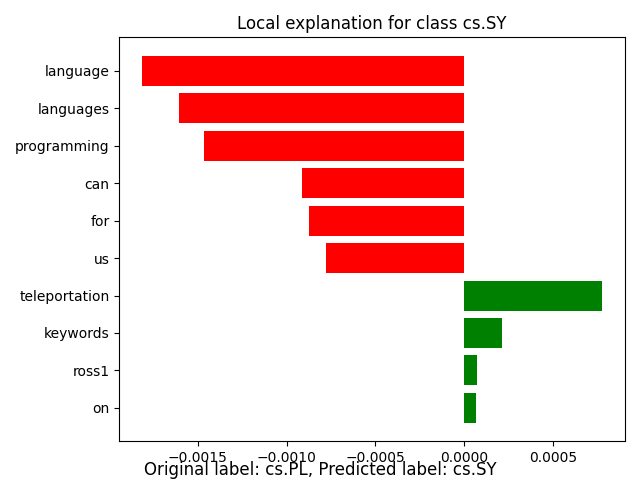 Local explanation for class cs.SY
language
languages
programming
can
for
us
teleportation
keywords
ross1
on
−0.0015 −0.0010 −0.0005 0.0000 0.0005
Original label: cs.PL, Predicted label: cs.SY